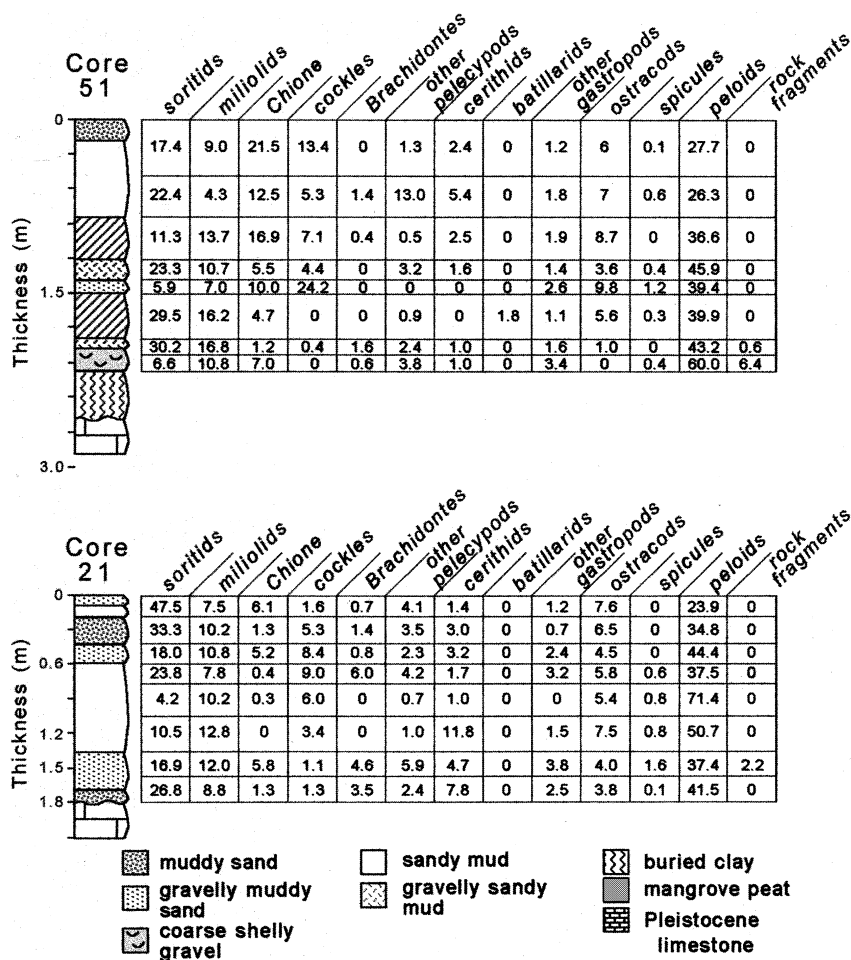 Core
51
soritids miliolids Chione cockles Brachidontes other pelecypods cerithids batillarids other gastropods ostracods spicules peloids rock fragments
0
17.4 9.0 21.5 13.4 0 1.3 2.4 0 1.2 6 0.1 27.7 0
22.4 4.3 12.5 5.3 1.4 13.0 5.4 0 1.8 7 0.6 26.3 0
11.3 13.7 16.9 7.1 0.4 0.5 2.5 0 1.9 8.7 0 36.6 0
23.3 10.7 5.5 4.4 0 3.2 1.6 0 1.4 3.6 0.4 45.9 0
1.5
5.9 7.0 10.0 24.2 0 0 0 0 2.6 9.8 1.2 39.4 0
29.5 16.2 4.7 0 0 0.9 0 1.8 1.1 5.6 0.3 39.9 0
30.2 16.8 1.2 0.4 1.6 2.4 1.0 0 1.6 1.0 0 43.2 0.6
6.6 10.8 7.0 0 0.6 3.8 1.0 0 3.4 0 0.4 60.0 6.4
3.0
Thickness (m)
Core
21
soritids miliolids Chione cockles Brachidontes other pelecypods cerithids batillarids other gastropods ostracods spicules peloids rock fragments
0
47.5 7.5 6.1 1.6 0.7 4.1 1.4 0 1.2 7.6 0 23.9 0
33.3 10.2 1.3 5.3 1.4 3.5 3.0 0 0.7 6.5 0 34.8 0
18.0 10.8 5.2 8.4 0.8 2.3 3.2 0 2.4 4.5 0 44.4 0
0.6
23.8 7.8 0.4 9.0 6.0 4.2 1.7 0 3.2 5.8 0.6 37.5 0
4.2 10.2 0.3 6.0 0 0.7 1.0 0 0 5.4 0.8 71.4 0
1.2
10.5 12.8 0 3.4 0 1.0 11.8 0 1.5 7.5 0.8 50.7 0
1.5
16.9 12.0 5.8 1.1 4.6 5.9 4.7 0 3.8 4.0 1.6 37.4 2.2
26.8 8.8 1.3 1.3 3.5 2.4 7.8 0 2.5 3.8 0.1 41.5 0
1.8
Thickness (m)
muddy sand
gravelly muddy
sand
coarse shelly
gravel
sandy mud
gravelly sandy
mud
buried clay
mangrove peat
Pleistocene
limestone